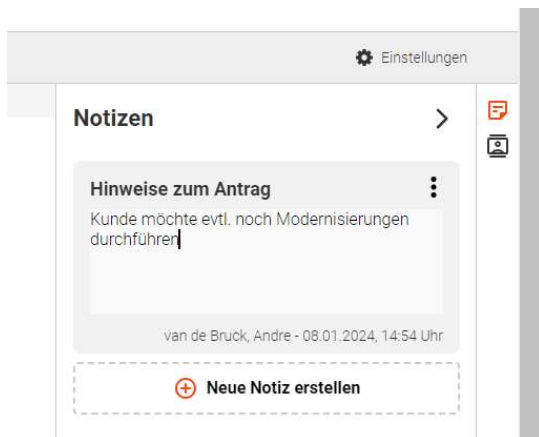 Einstellungen
Notizen
Hinweise zum Antrag
Kunde möchte evtl. noch Modernisierungen
durchführen
van de Bruck, Andre - 08.01.2024, 14:54 Uhr
Neue Notiz erstellen